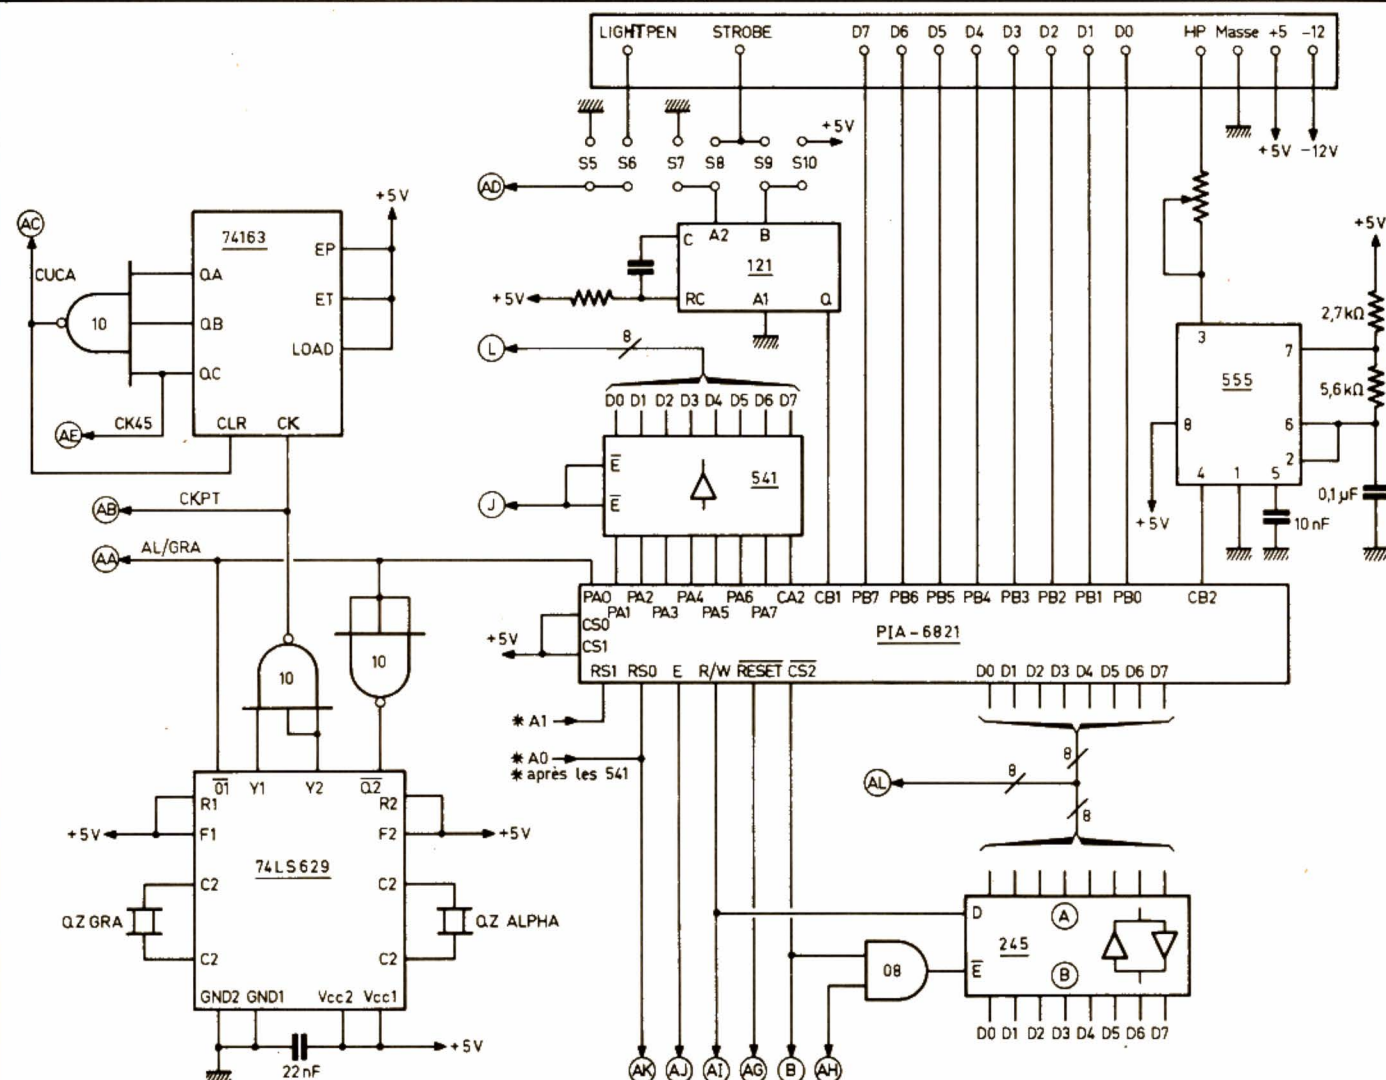 LIGHT PEN STROBE D7 D6 D5 D4 D3 D2 D1 D0 HP Masse +5 -12
+5V
+5V -12V
S5 S6 S7 S8 S9 S10
AD
AC
CUCA
74163
+5V
EP
QA
ET
10
QB
LOAD
QC
CK45
AE
CLR CK
C A2 B
121
+5V
RC A1 Q
L
8
D0 D1 D2 D3 D4 D5 D6 D7
E
541
E
J
+5V
2,7kΩ
3
7
555
5,6kΩ
8
6
2
4 1 5
0,1µF
+5V
10nF
AB
CKPT
AA
AL/GRA
PA0 PA1 PA2 PA3 PA4 PA5 PA6 PA7 CA2 CB1 PB7 PB6 PB5 PB4 PB3 PB2 PB1 PB0 CB2
CS0
+5V
CS1
PIA-6821
RS1 RS0 E R/W RESET CS2
D0 D1 D2 D3 D4 D5 D6 D7
10
10
* A1
* A0
* après les 541
8
8
AL
8
Q1 Y1 Y2 Q2
R1 R2
+5V
F1 F2
+5V
74LS629
C2 C2
QZ GRA
QZ ALPHA
C2 C2
GND2 GND1 Vcc2 Vcc1
+5V
22nF
D
A
245
08
E
B
D0 D1 D2 D3 D4 D5 D6 D7
AK AJ AI AG B AH